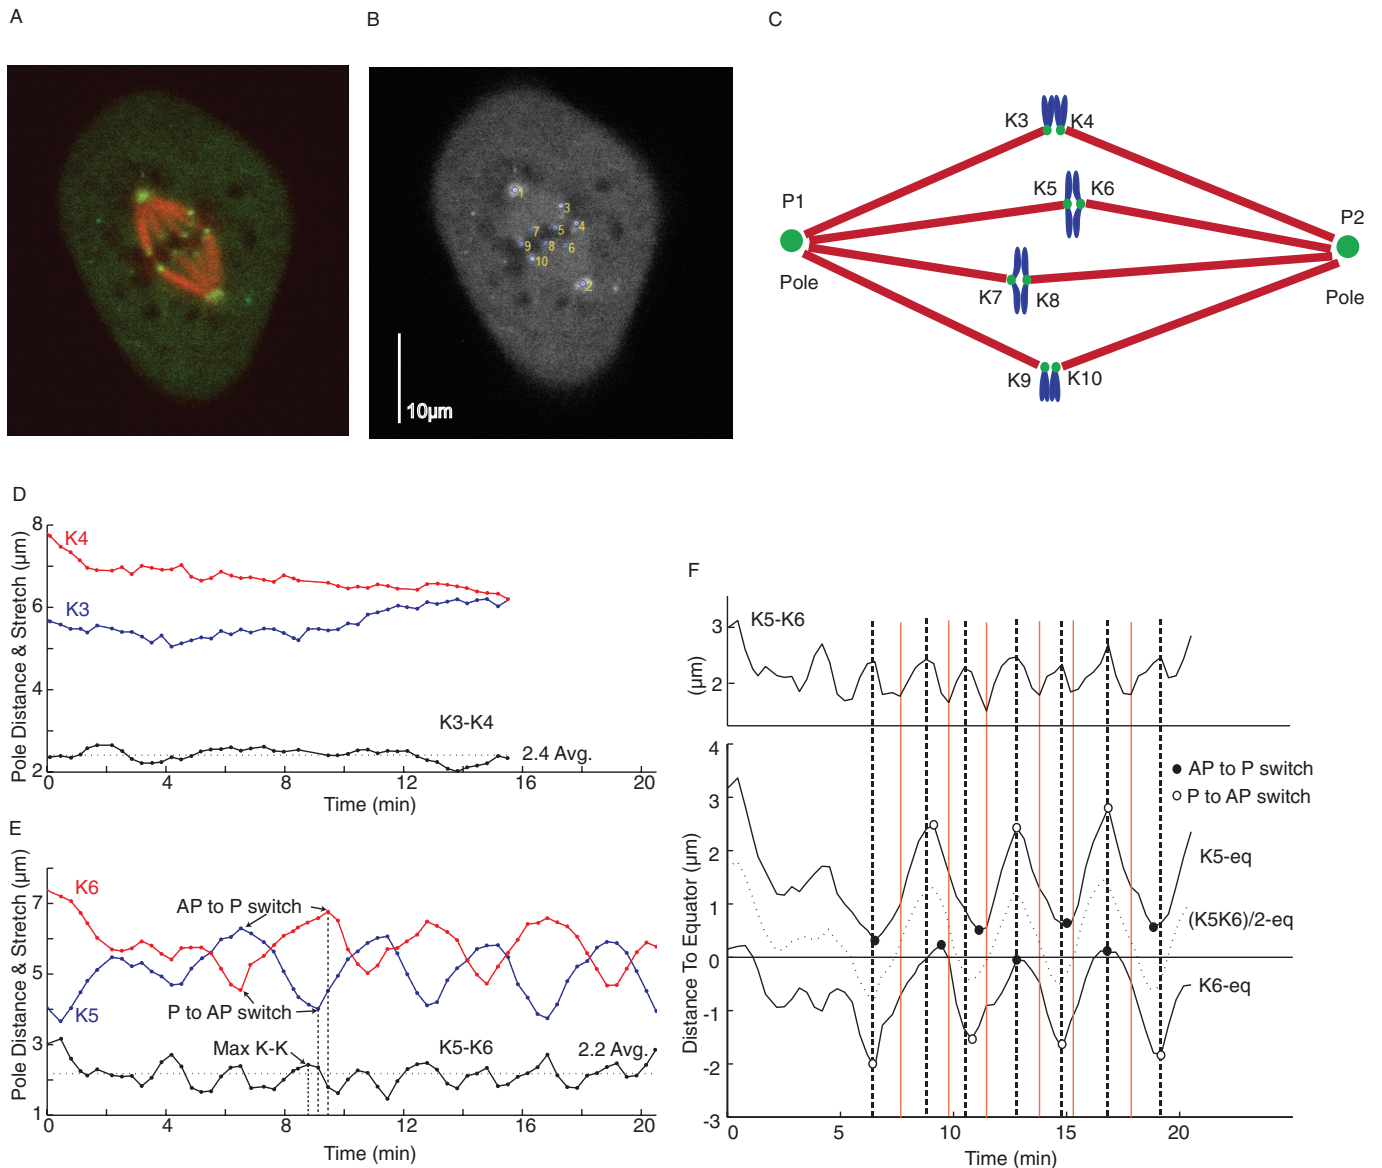 A
B
C
1
2
3
4
5
6
7
8
9
10
10µm
K3
K4
K5
K6
P1
P2
Pole
Pole
K7
K8
K9
K10
D
Pole Distance & Stretch (µm)
8
6
4
2
K4
K3
K3-K4
2.4 Avg.
0
4
8
12
16
20
Time (min)
E
Pole Distance & Stretch (µm)
7
5
3
1
K6
K5
AP to P switch
P to AP switch
Max K-K
K5-K6
2.2 Avg.
0
4
8
12
16
20
Time (min)
F
K5-K6
(µm)
3
2
Distance To Equator (µm)
4
3
2
1
0
-1
-2
-3
AP to P switch
P to AP switch
K5-eq
(K5K6)/2-eq
K6-eq
0
5
10
15
20
Time (min)